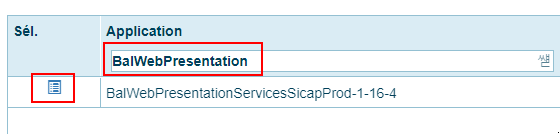 Sél. Application
BalWebPresentation
BalWebPresentationServicesSicapProd-1-16-4